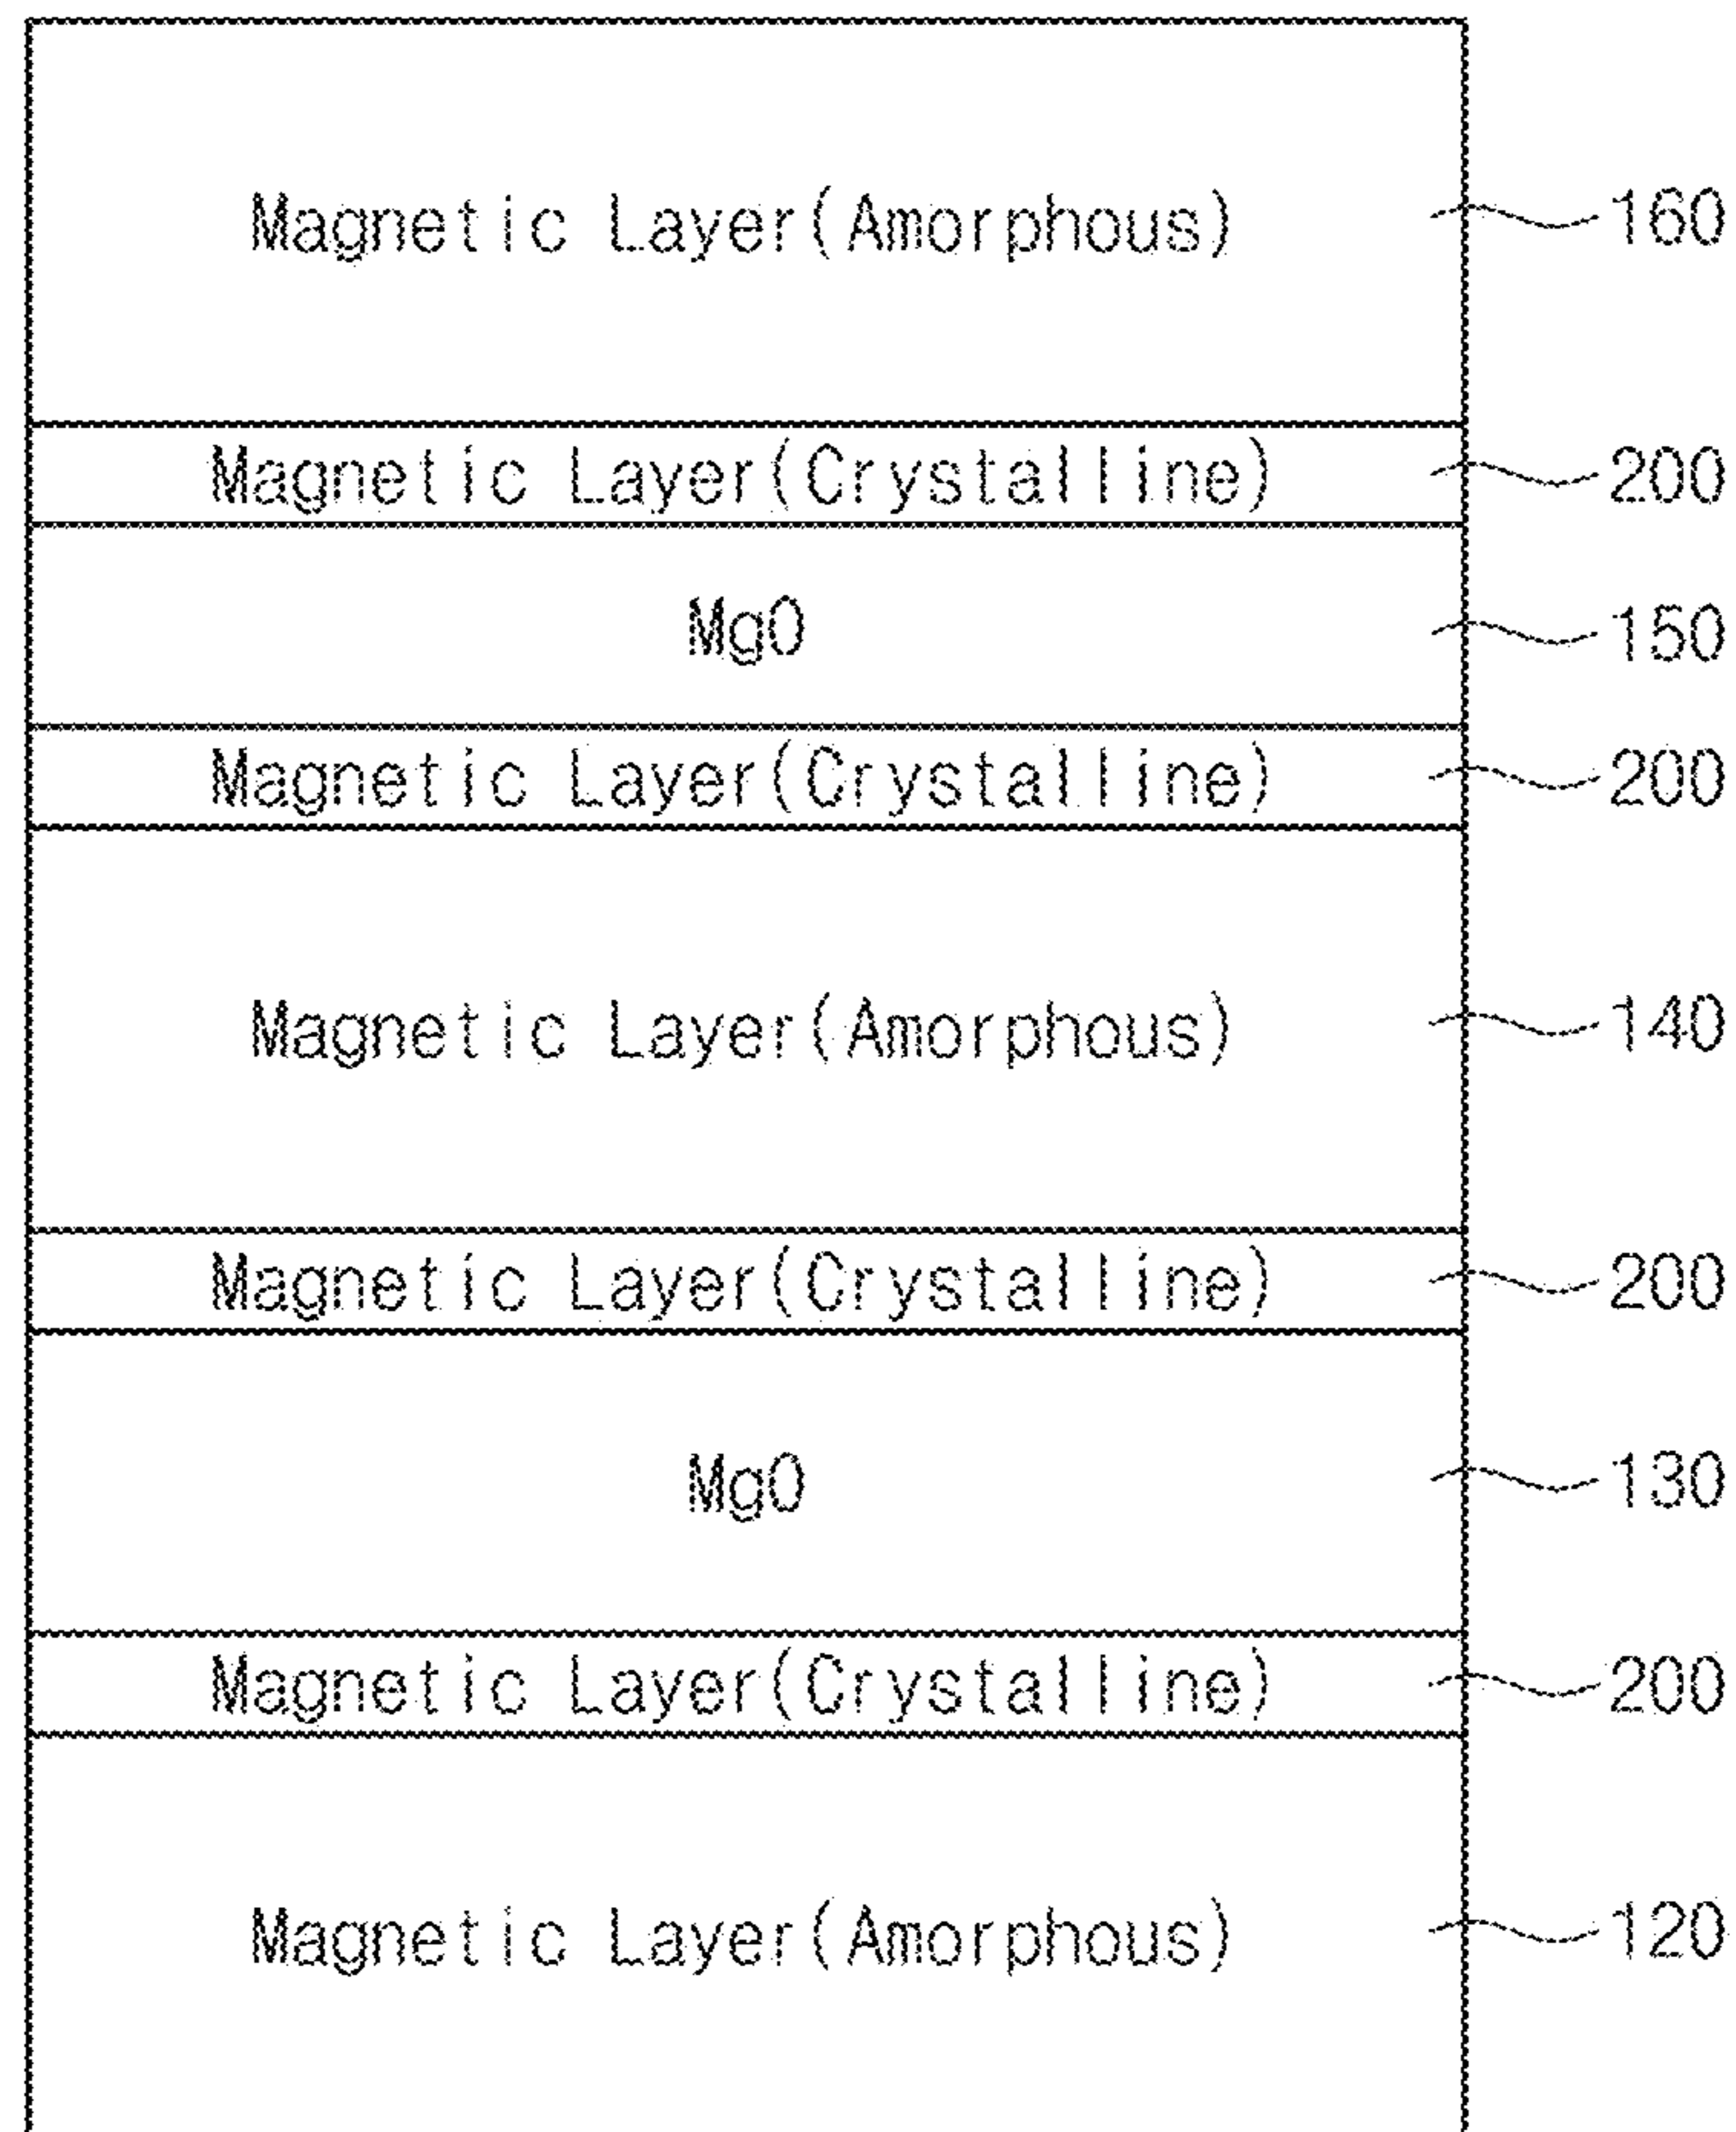 Magnetic Layer(Amorphous) 160
Magnetic Layer(Crystalline) 200
MgO 150
Magnetic Layer(Crystalline) 200
Magnetic Layer(Amorphous) 140
Magnetic Layer(Crystalline) 200
MgO 130
Magnetic Layer(Crystalline) 200
Magnetic Layer(Amorphous) 120